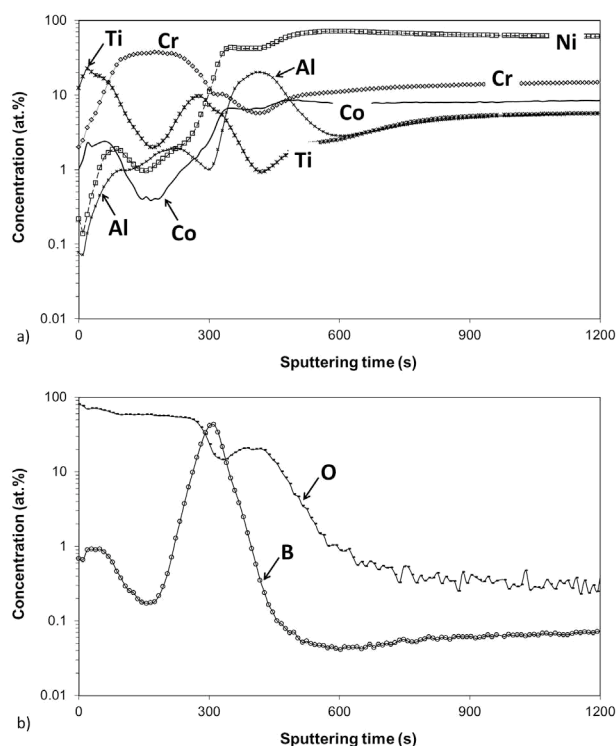 100
10
1
0.1
0.01
Concentration (at.%)
Ti
Cr
Al
Ni
Cr
Co
Ti
Al
Co
0
300
600
900
1200
a)
Sputtering time (s)
100
10
1
0.1
0.01
Concentration (at.%)
O
B
0
300
600
900
1200
b)
Sputtering time (s)